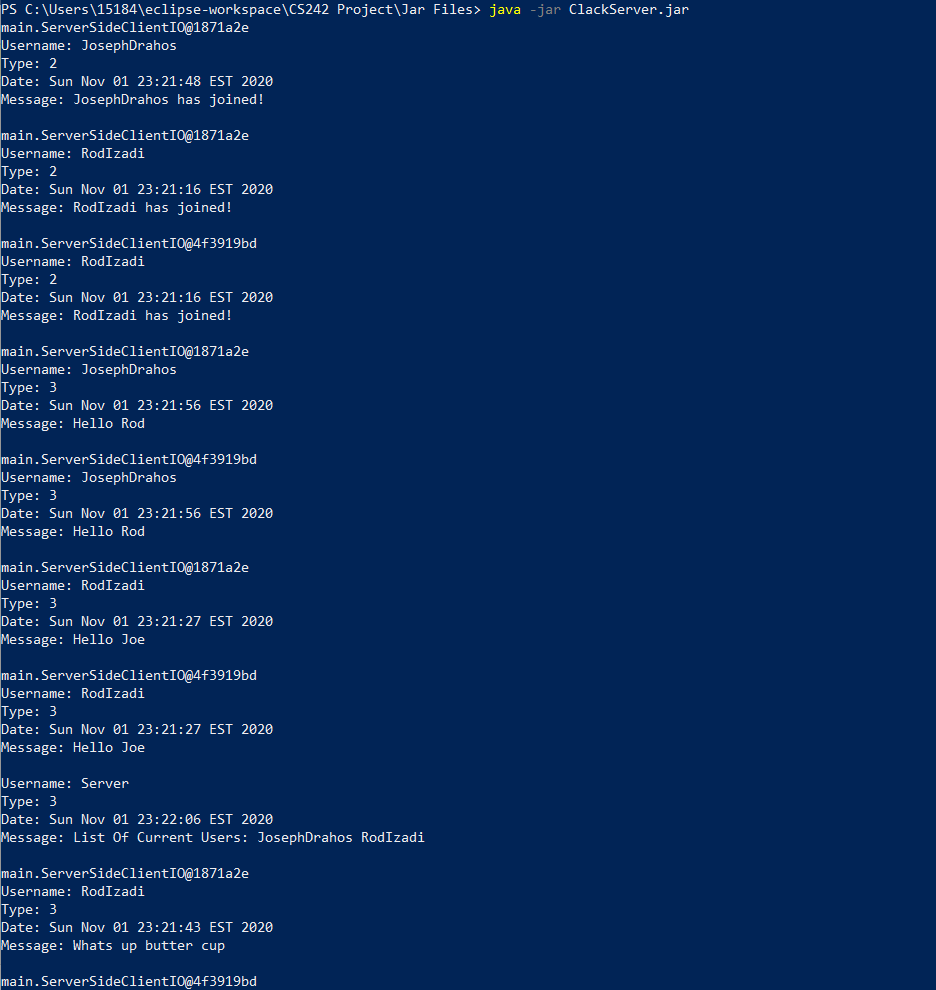 PS C:\Users\15184\eclipse-workspace\CS242 Project\Jar Files> java -jar ClackServer.jar
main.ServerSideClientIO@1871a2e
Username: JosephDrahos
Type: 2
Date: Sun Nov 01 23:21:48 EST 2020
Message: JosephDrahos has joined!
main.ServerSideClientIO@1871a2e
Username: RodIzadi
Type: 2
Date: Sun Nov 01 23:21:16 EST 2020
Message: RodIzadi has joined!
main.ServerSideClientIO@4f3919bd
Username: RodIzadi
Type: 2
Date: Sun Nov 01 23:21:16 EST 2020
Message: RodIzadi has joined!
main.ServerSideClientIO@1871a2e
Username: JosephDrahos
Type: 3
Date: Sun Nov 01 23:21:56 EST 2020
Message: Hello Rod
main.ServerSideClientIO@4f3919bd
Username: JosephDrahos
Type: 3
Date: Sun Nov 01 23:21:56 EST 2020
Message: Hello Rod
main.ServerSideClientIO@1871a2e
Username: RodIzadi
Type: 3
Date: Sun Nov 01 23:21:27 EST 2020
Message: Hello Joe
main.ServerSideClientIO@4f3919bd
Username: RodIzadi
Type: 3
Date: Sun Nov 01 23:21:27 EST 2020
Message: Hello Joe
Username: Server
Type: 3
Date: Sun Nov 01 23:22:06 EST 2020
Message: List Of Current Users: JosephDrahos RodIzadi
main.ServerSideClientIO@1871a2e
Username: RodIzadi
Type: 3
Date: Sun Nov 01 23:21:43 EST 2020
Message: Whats up butter cup
main.ServerSideClientIO@4f3919bd